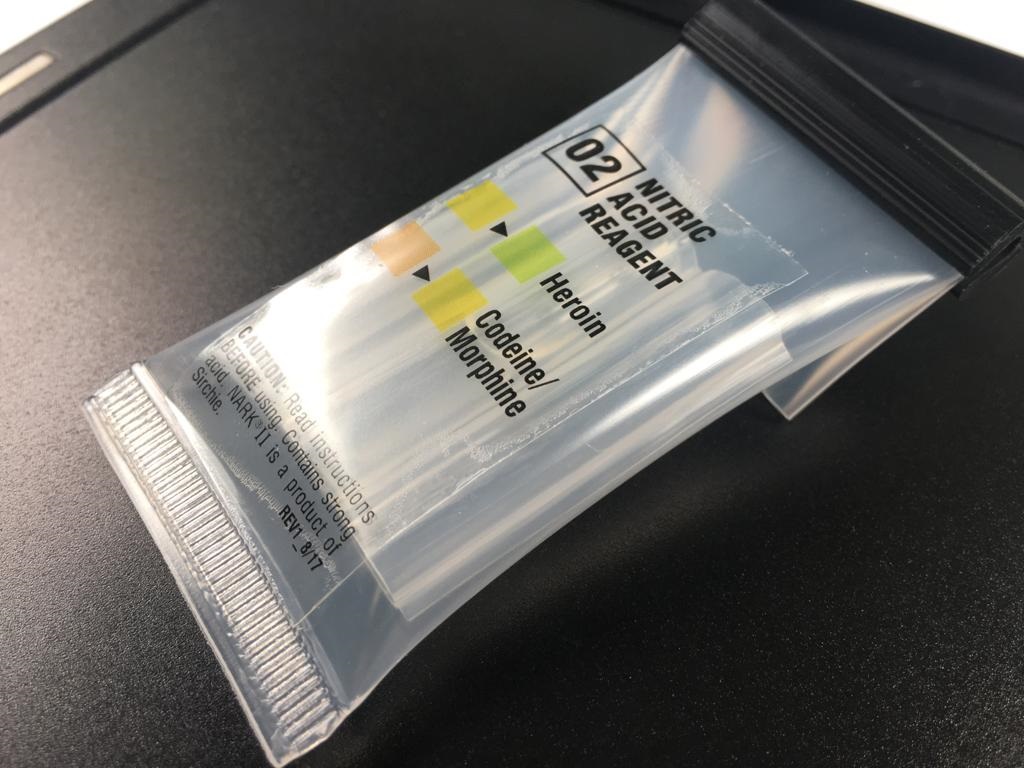 02
NITRIC
ACID
REAGENT
Heroin
Codeine/
Morphine
CAUTION: Read instructions
BEFORE using. Contains strong
acid. NARK® II is a product of
Sirchie.
REV1_8/17